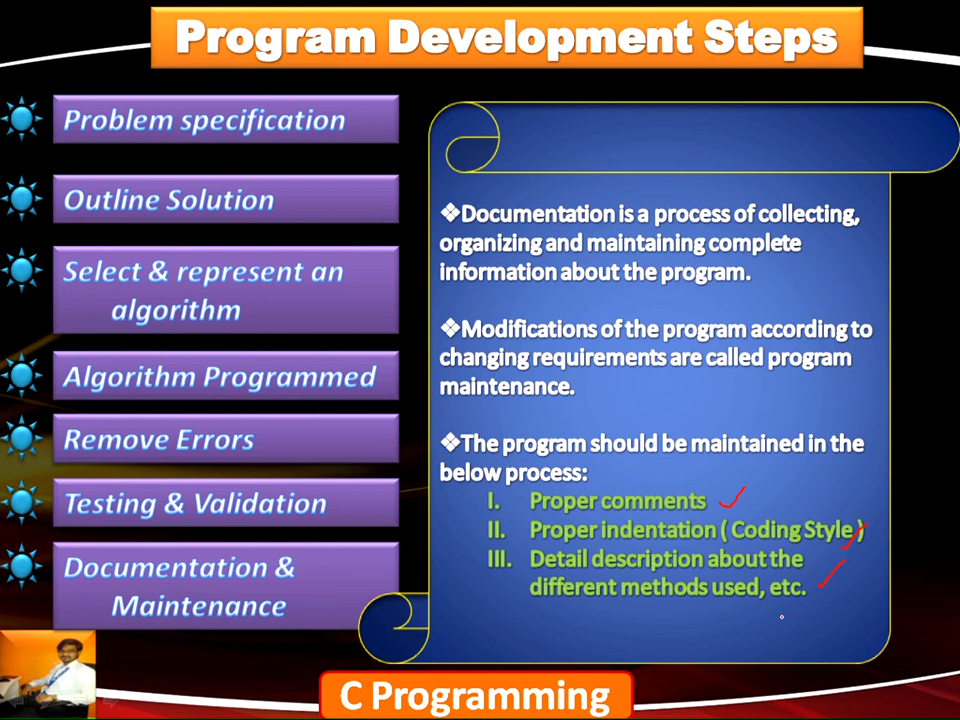 Program Development Steps
Problem specification
Outline Solution
Select & represent an
algorithm
Algorithm Programmed
Remove Errors
Testing & Validation
Documentation &
Maintenance
❖Documentation is a process of collecting,
organizing and maintaining complete
information about the program.
❖Modifications of the program according to
changing requirements are called program
maintenance.
❖The program should be maintained in the
below process:
I. Proper comments
II. Proper indentation ( Coding Style )
III. Detail description about the
different methods used, etc.
C Programming